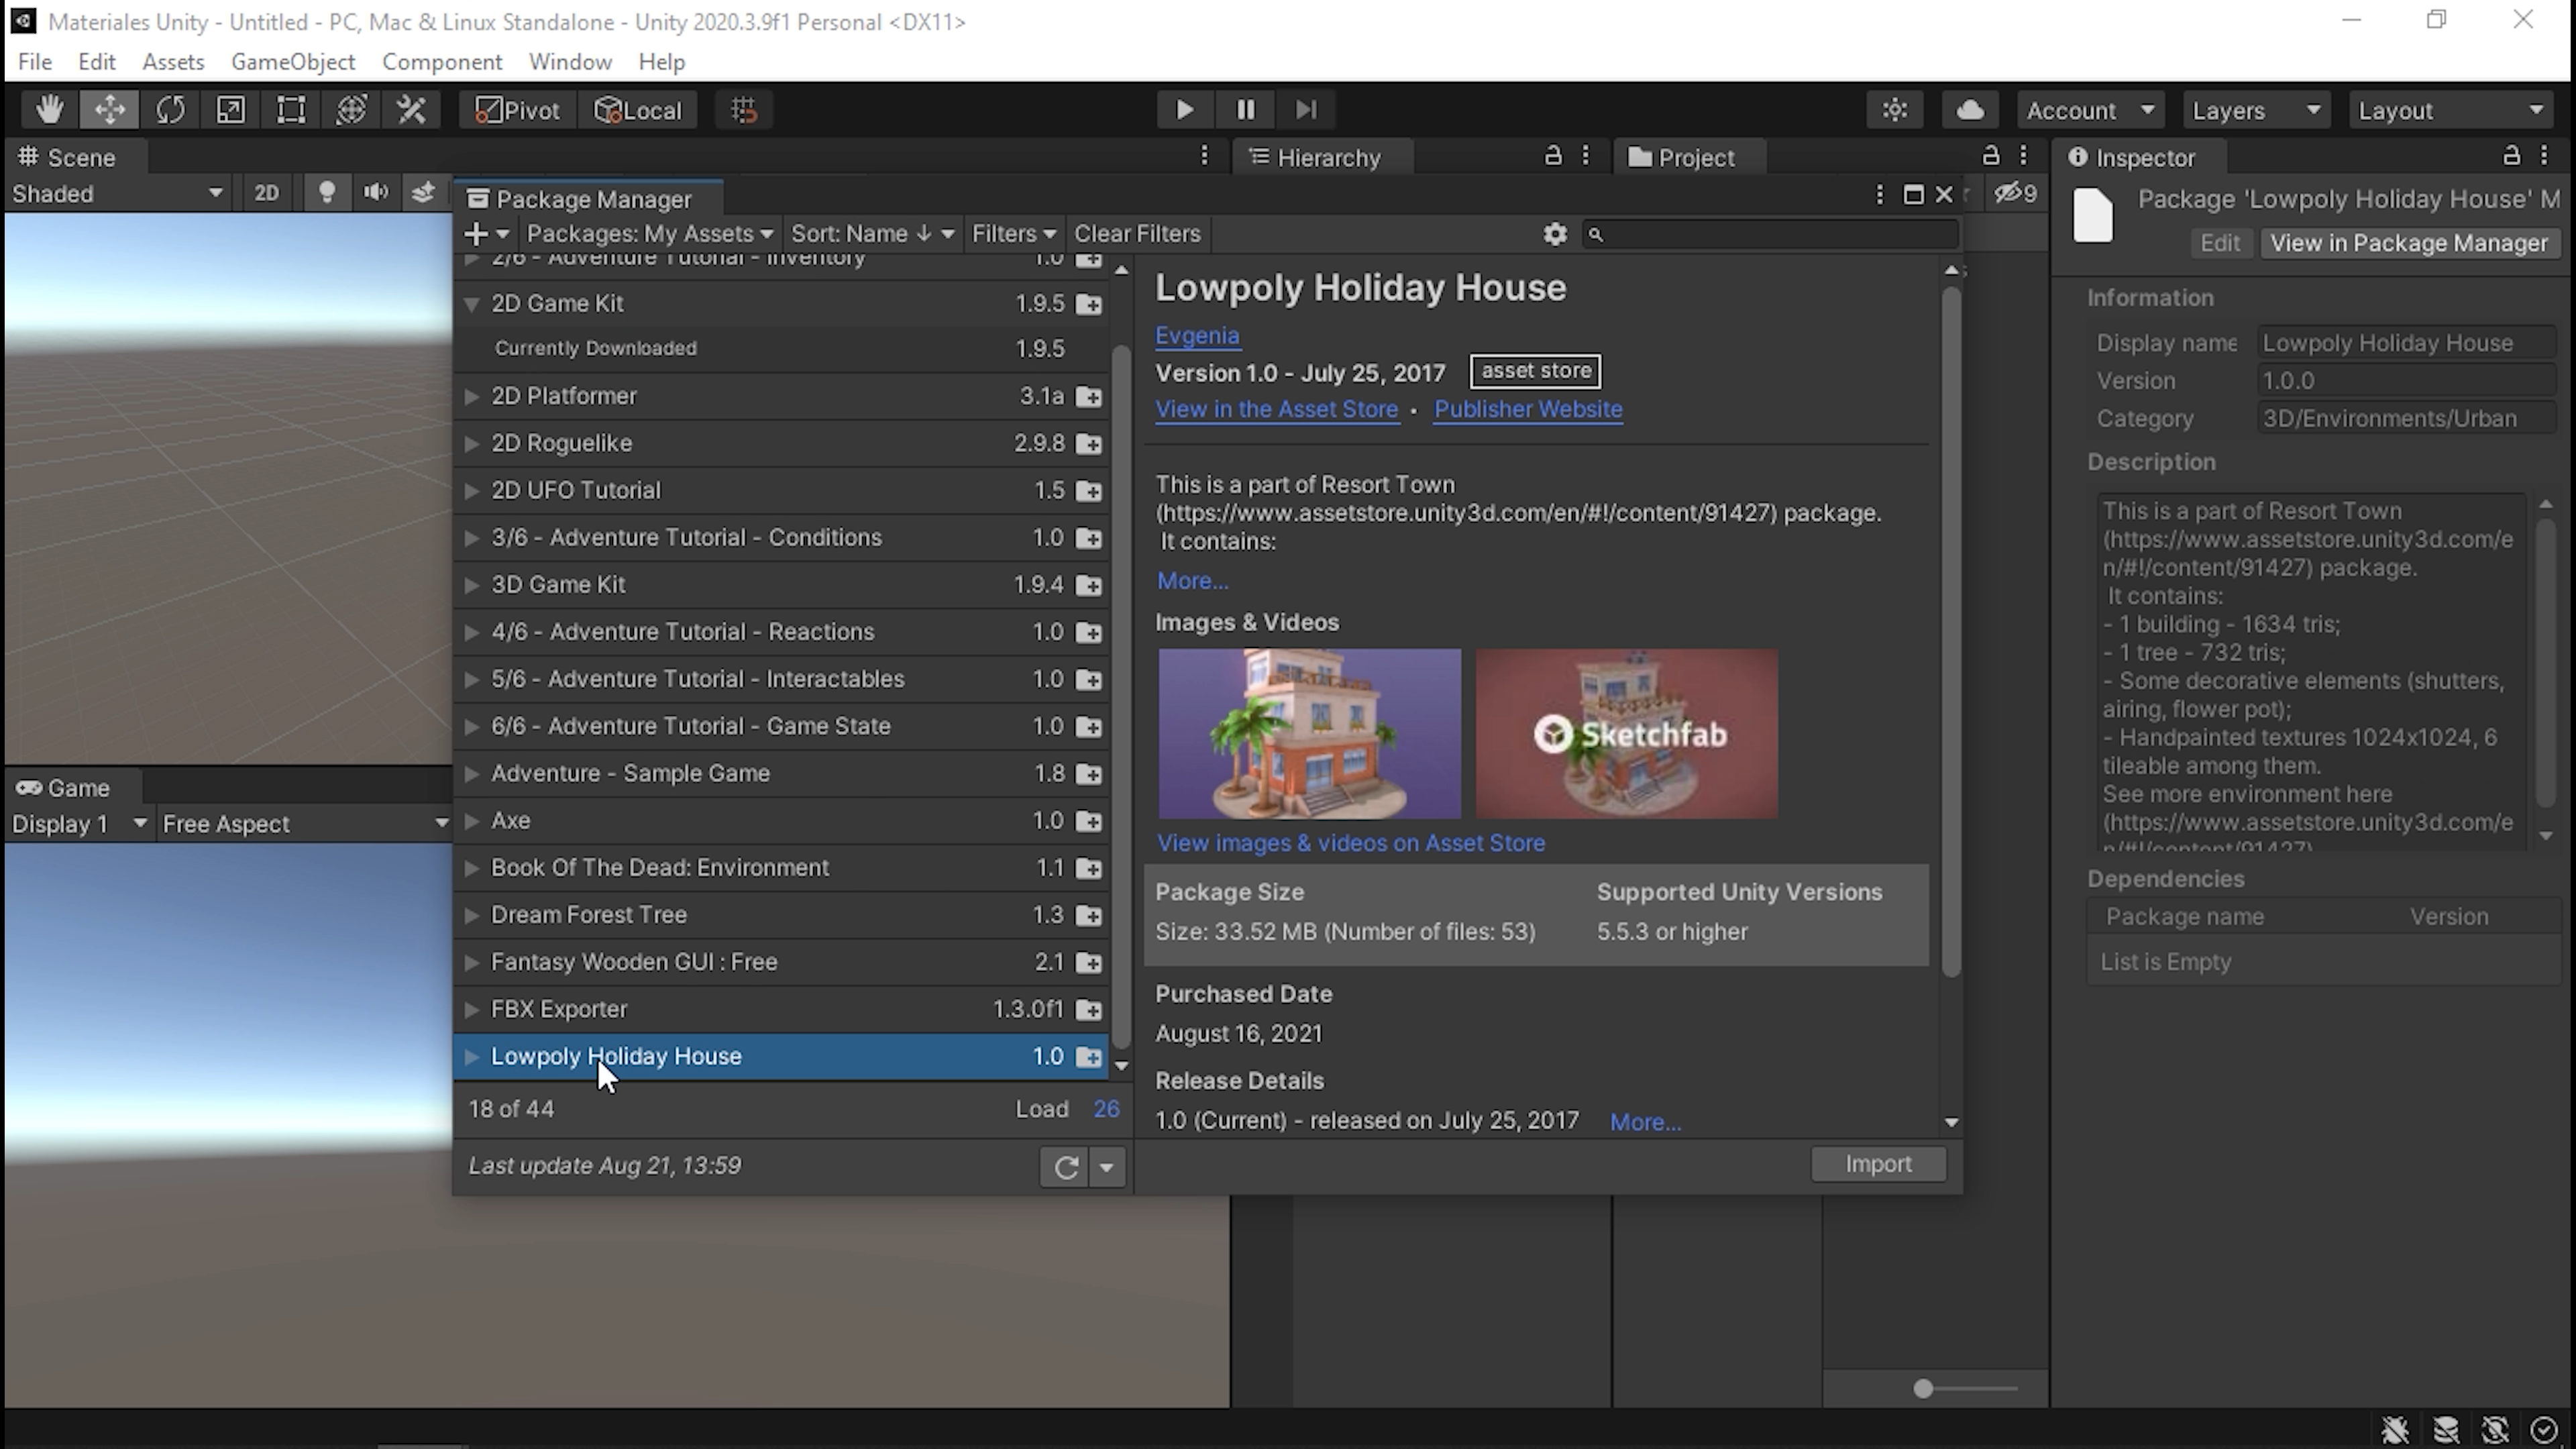 Materiales Unity - Untitled - PC, Mac & Linux Standalone - Unity 2020.3.9f1 Personal <DX11>
File Edit Assets GameObject Component Window Help
Pivot Local Account Layers Layout
Scene
Shaded 2D
Hierarchy
Project
9
Package Manager
Packages: My Assets Sort: Name ↓ Filters Clear Filters
2/6 - Adventure Tutorial - Inventory 1.0
2D Game Kit 1.9.5
Currently Downloaded 1.9.5
2D Platformer 3.1a
2D Roguelike 2.9.8
2D UFO Tutorial 1.5
3/6 - Adventure Tutorial - Conditions 1.0
3D Game Kit 1.9.4
4/6 - Adventure Tutorial - Reactions 1.0
5/6 - Adventure Tutorial - Interactables 1.0
6/6 - Adventure Tutorial - Game State 1.0
Adventure - Sample Game 1.8
Axe 1.0
Book Of The Dead: Environment 1.1
Dream Forest Tree 1.3
Fantasy Wooden GUI : Free 2.1
FBX Exporter 1.3.0f1
Lowpoly Holiday House 1.0
18 of 44 Load 26
Last update Aug 21, 13:59
Lowpoly Holiday House
Evgenia
Version 1.0 - July 25, 2017 asset store
View in the Asset Store • Publisher Website
This is a part of Resort Town
(https://www.assetstore.unity3d.com/en/#!/content/91427) package.
It contains:
More...
Images & Videos
Sketchfab
View images & videos on Asset Store
Package Size Supported Unity Versions
Size: 33.52 MB (Number of files: 53) 5.5.3 or higher
Purchased Date
August 16, 2021
Release Details
1.0 (Current) - released on July 25, 2017 More...
Import
Game
Display 1 Free Aspect
Inspector
Package 'Lowpoly Holiday House' M
Edit View in Package Manager
Information
Display name Lowpoly Holiday House
Version 1.0.0
Category 3D/Environments/Urban
Description
This is a part of Resort Town
(https://www.assetstore.unity3d.com/e
n/#!/content/91427) package.
It contains:
- 1 building - 1634 tris;
- 1 tree - 732 tris;
- Some decorative elements (shutters,
airing, flower pot);
- Handpainted textures 1024x1024, 6
tileable among them.
See more environment here
(https://www.assetstore.unity3d.com/e
n/#!/content/91427)
Dependencies
Package name Version
List is Empty